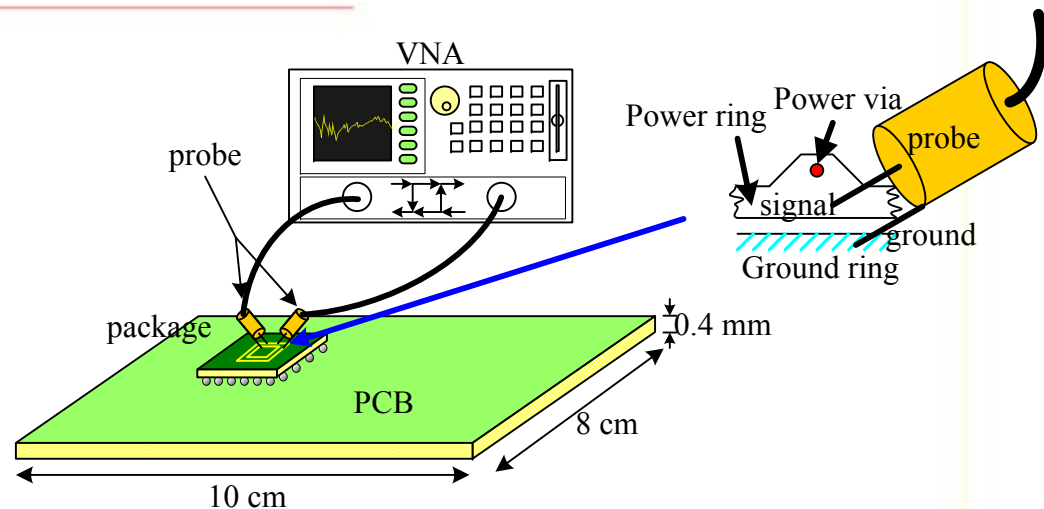 VNA
probe
Power ring
Power via
probe
signal
ground
Ground ring
package
0.4 mm
PCB
8 cm
10 cm